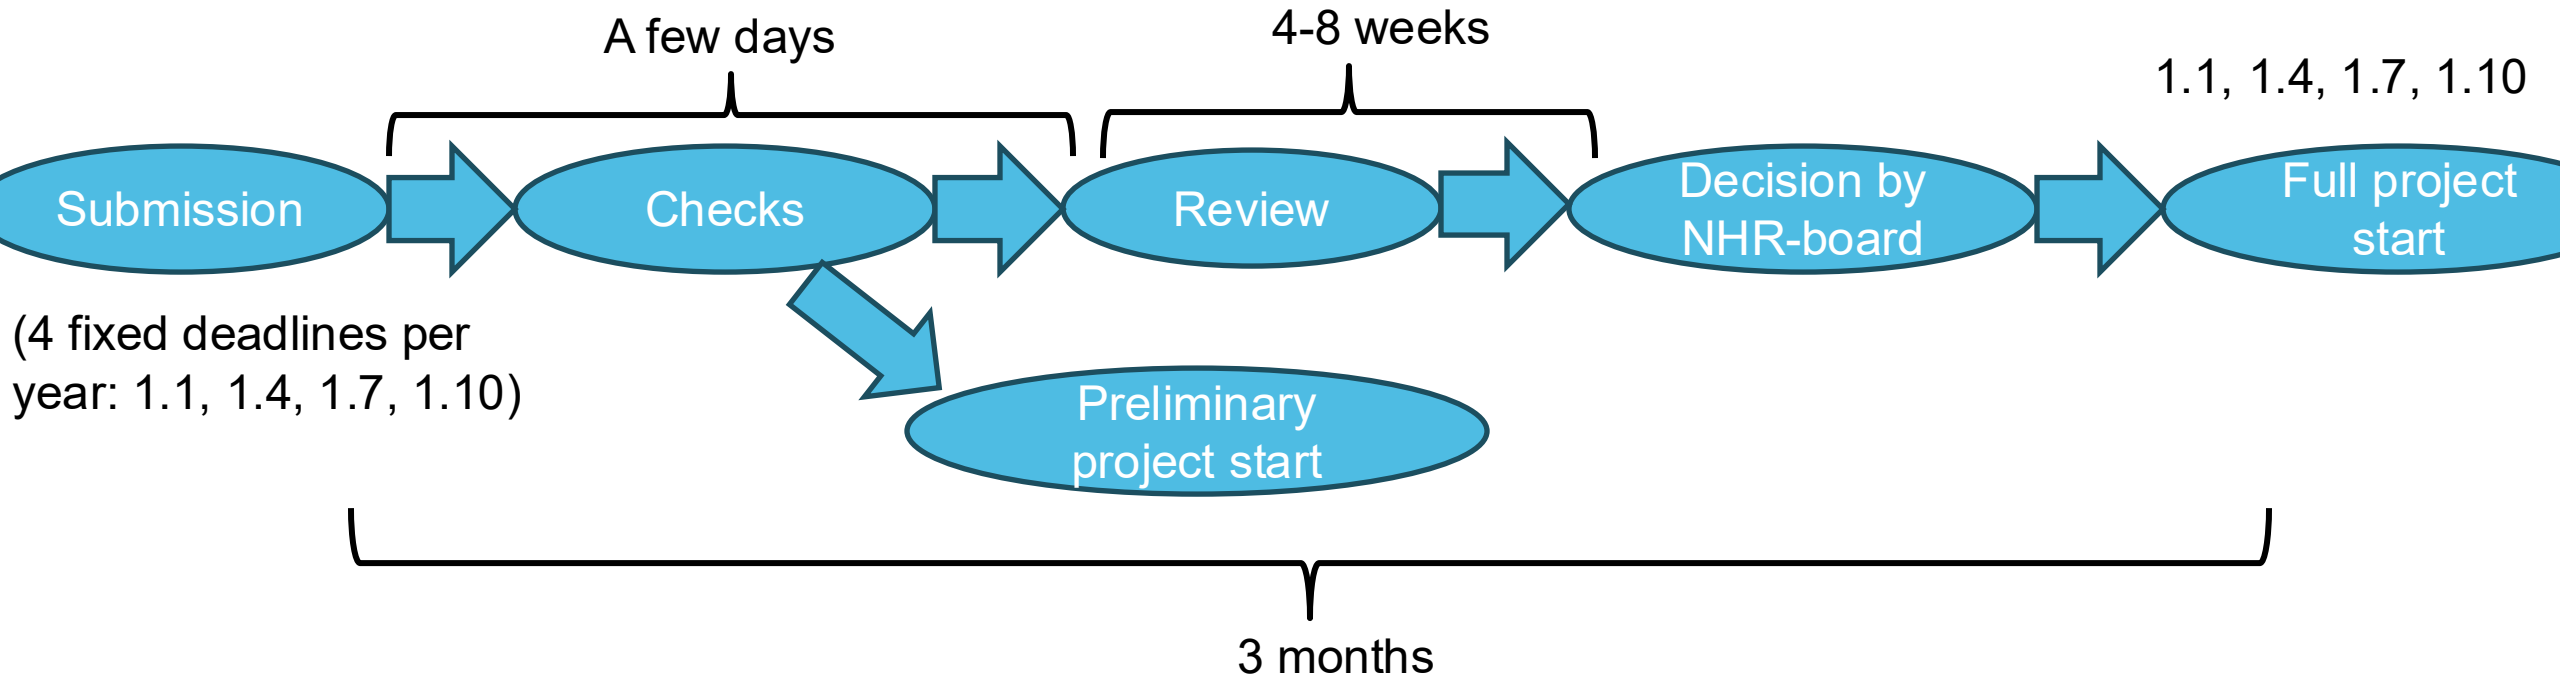 A few days
4-8 weeks
1.1, 1.4, 1.7, 1.10
Submission
Checks
Review
Decision by
NHR-board
Full project
start
(4 fixed deadlines per
year: 1.1, 1.4, 1.7, 1.10)
Preliminary
project start
3 months